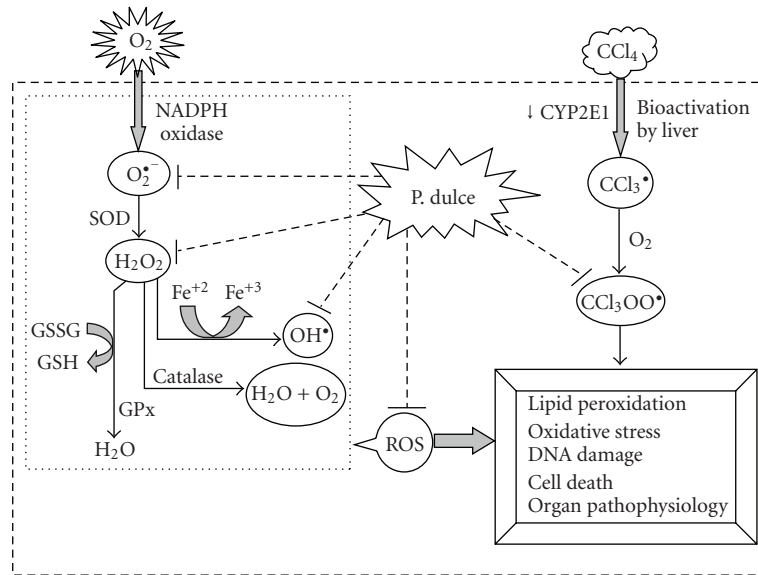 O₂
CCl₄
NADPH
oxidase
↓ CYP2E1
Bioactivation
by liver
O₂•⁻
P. dulce
CCl₃•
SOD
O₂
H₂O₂
Fe⁺²
Fe⁺³
CCl₃OO•
GSSG
GSH
OH•
Catalase
H₂O + O₂
GPx
H₂O
ROS
Lipid peroxidation
Oxidative stress
DNA damage
Cell death
Organ pathophysiology